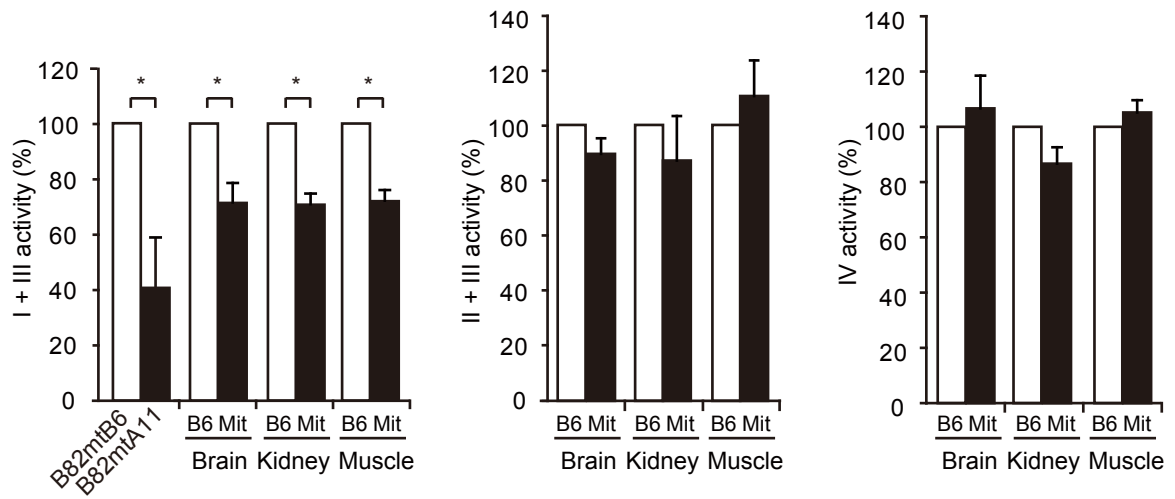 I + III activity (%)
120
100
80
60
40
20
0
* * * *
B82mtB6
B82mtA11
B6 Mit B6 Mit B6 Mit
Brain Kidney Muscle
II + III activity (%)
140
120
100
80
60
40
20
0
B6 Mit B6 Mit B6 Mit
Brain Kidney Muscle
IV activity (%)
140
120
100
80
60
40
20
0
B6 Mit B6 Mit B6 Mit
Brain Kidney Muscle